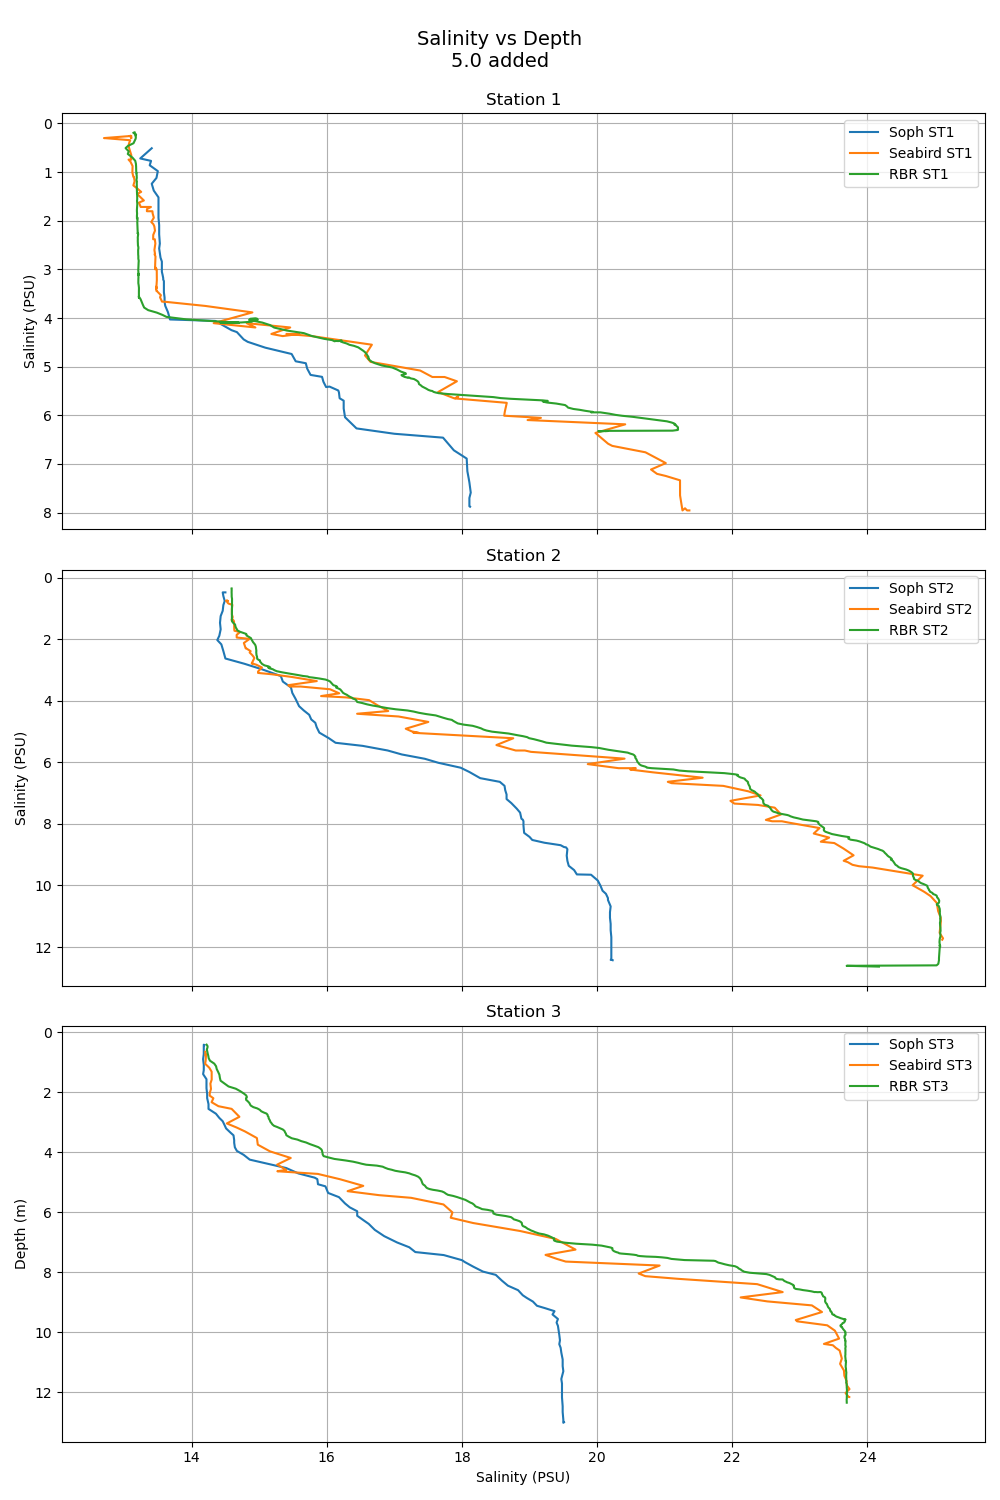 Salinity vs Depth
5.0 added
Station 1
Soph ST1
Seabird ST1
RBR ST1
0
1
2
3
4
5
6
7
8
Salinity (PSU)
Station 2
Soph ST2
Seabird ST2
RBR ST2
0
2
4
6
8
10
12
Salinity (PSU)
Station 3
Soph ST3
Seabird ST3
RBR ST3
0
2
4
6
8
10
12
Depth (m)
14 16 18 20 22 24
Salinity (PSU)